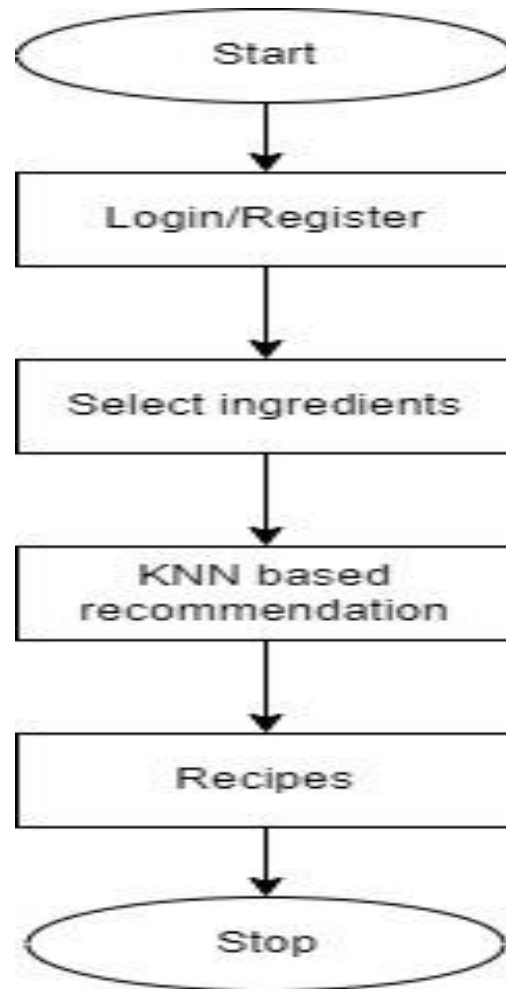 Start
Login/Register
Select ingredients
KNN based
recommendation
Recipes
Stop